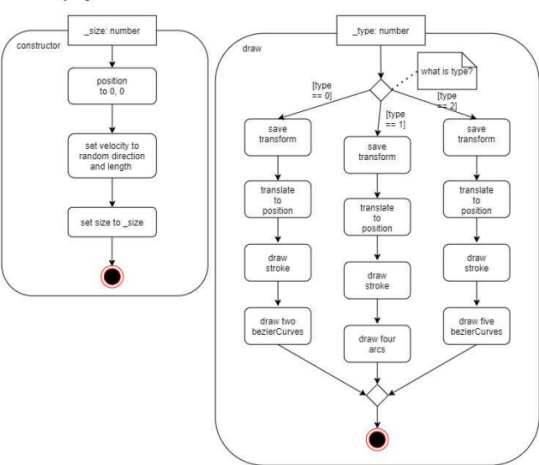 _size: number
constructor
position
to 0, 0
set velocity to
random direction
and length
set size to _size
_type: number
draw
what is type?
[type
== 0]
[type
== 1]
[type
== 2]
save
transform
translate
to
position
draw
stroke
draw two
bezierCurves
save
transform
translate
to
position
draw
stroke
draw four
arcs
save
transform
translate
to
position
draw
stroke
draw five
bezierCurves